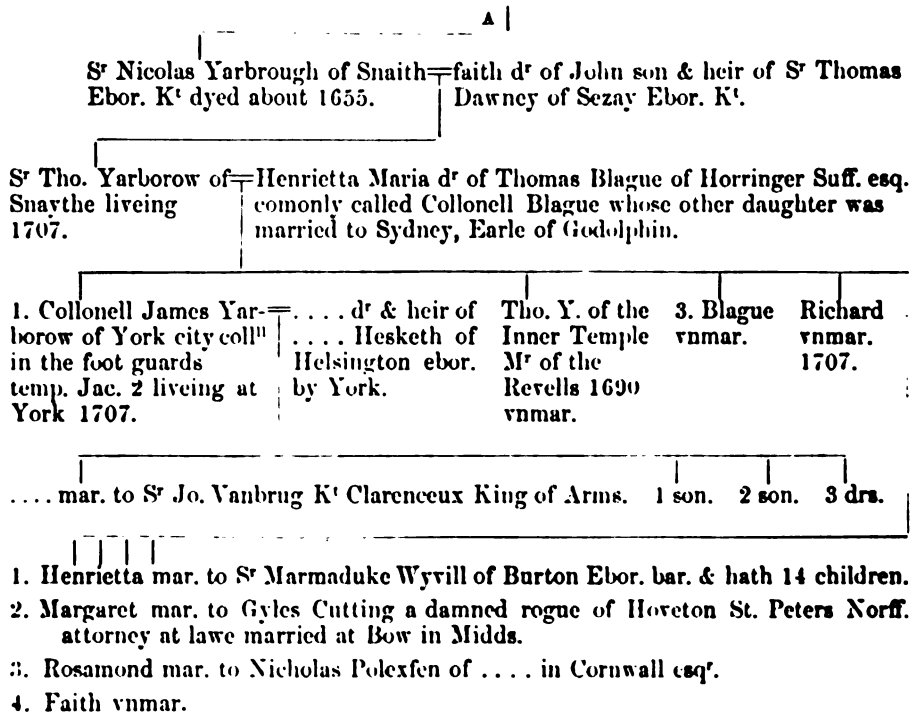 A
Sʳ Nicolas Yarbrough of Snaith=faith dʳ of John son & heir of Sʳ Thomas
Ebor. Kᵗ dyed about 1655. Dawney of Sezay Ebor. Kᵗ.
Sʳ Tho. Yarborow of=Henrietta Maria dʳ of Thomas Blague of Horringer Suff. esq.
Snaythe liveing comonly called Collonell Blague whose other daughter was
1707. married to Sydney, Earle of Godolphin.
1. Collonell James Yar-=. . . . dʳ & heir of Tho. Y. of the 3. Blague Richard
borow of York city collˡˡ . . . . Hesketh of Inner Temple vnmar. vnmar.
in the foot guards Helsington ebor. Mʳ of the 1707.
temp. Jac. 2 liveing at by York. Revells 1690
York 1707. vnmar.
. . . . mar. to Sʳ Jo. Vanbrug Kᵗ Clarenceux King of Arms. 1 son. 2 son. 3 drs.
1. Henrietta mar. to Sʳ Marmaduke Wyvill of Burton Ebor. bar. & hath 14 children.
2. Margaret mar. to Gyles Cutting a damned rogue of Hoveton St. Peters Norff.
attorney at lawe married at Bow in Midds.
3. Rosamond mar. to Nicholas Polexfen of . . . . in Cornwall esqʳ.
4. Faith vnmar.